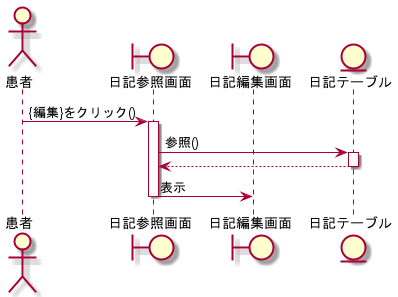 患者
日記参照画面
日記編集画面
日記テーブル
{編集}をクリック()
参照()
表示
患者
日記参照画面
日記編集画面
日記テーブル